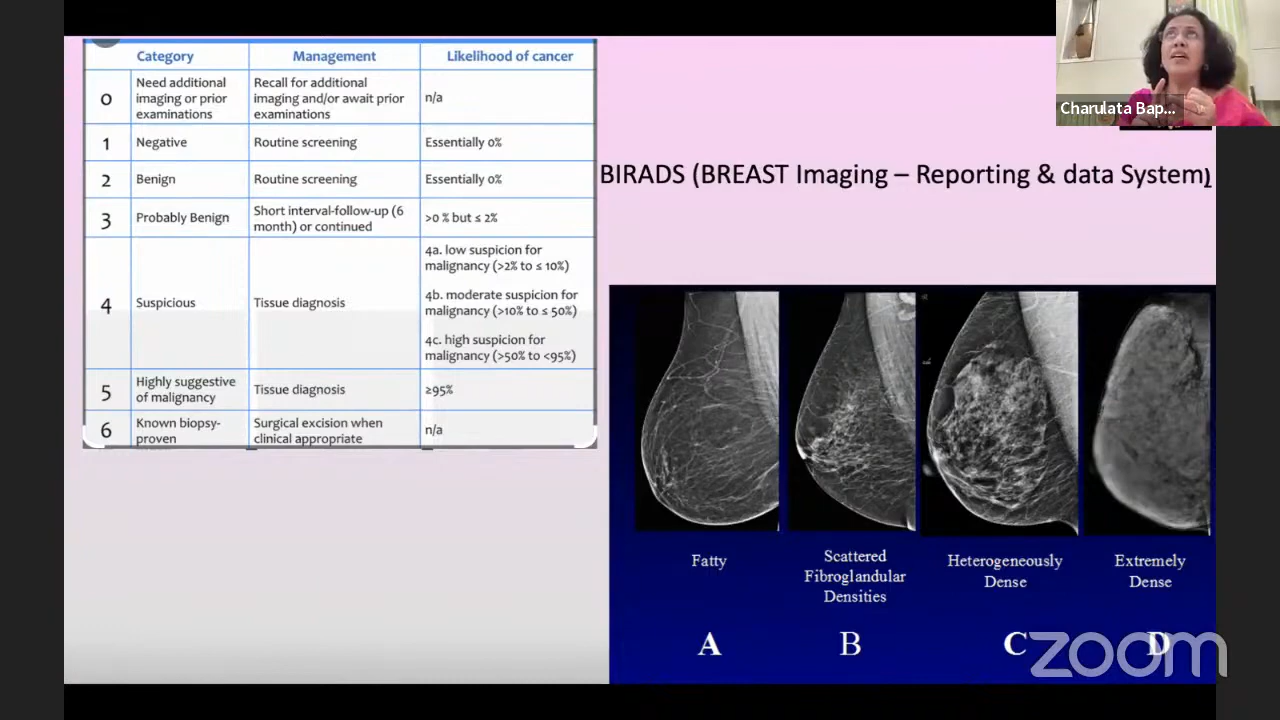 Category Management Likelihood of cancer
0 Need additional imaging or prior examinations Recall for additional imaging and/or await prior examinations n/a
1 Negative Routine screening Essentially 0%
2 Benign Routine screening Essentially 0%
3 Probably Benign Short interval-follow-up (6 month) or continued >0 % but ≤ 2%
4 Suspicious Tissue diagnosis 4a. low suspicion for malignancy (>2% to ≤ 10%)
4b. moderate suspicion for malignancy (>10% to ≤ 50%)
4c. high suspicion for malignancy (>50% to <95%)
5 Highly suggestive of malignancy Tissue diagnosis ≥95%
6 Known biopsy-proven Surgical excision when clinical appropriate n/a
Charulata Bap...
BIRADS (BREAST Imaging – Reporting & data System)
Fatty
Scattered
Fibroglandular
Densities
Heterogeneously
Dense
Extremely
Dense
A B C D
zoom